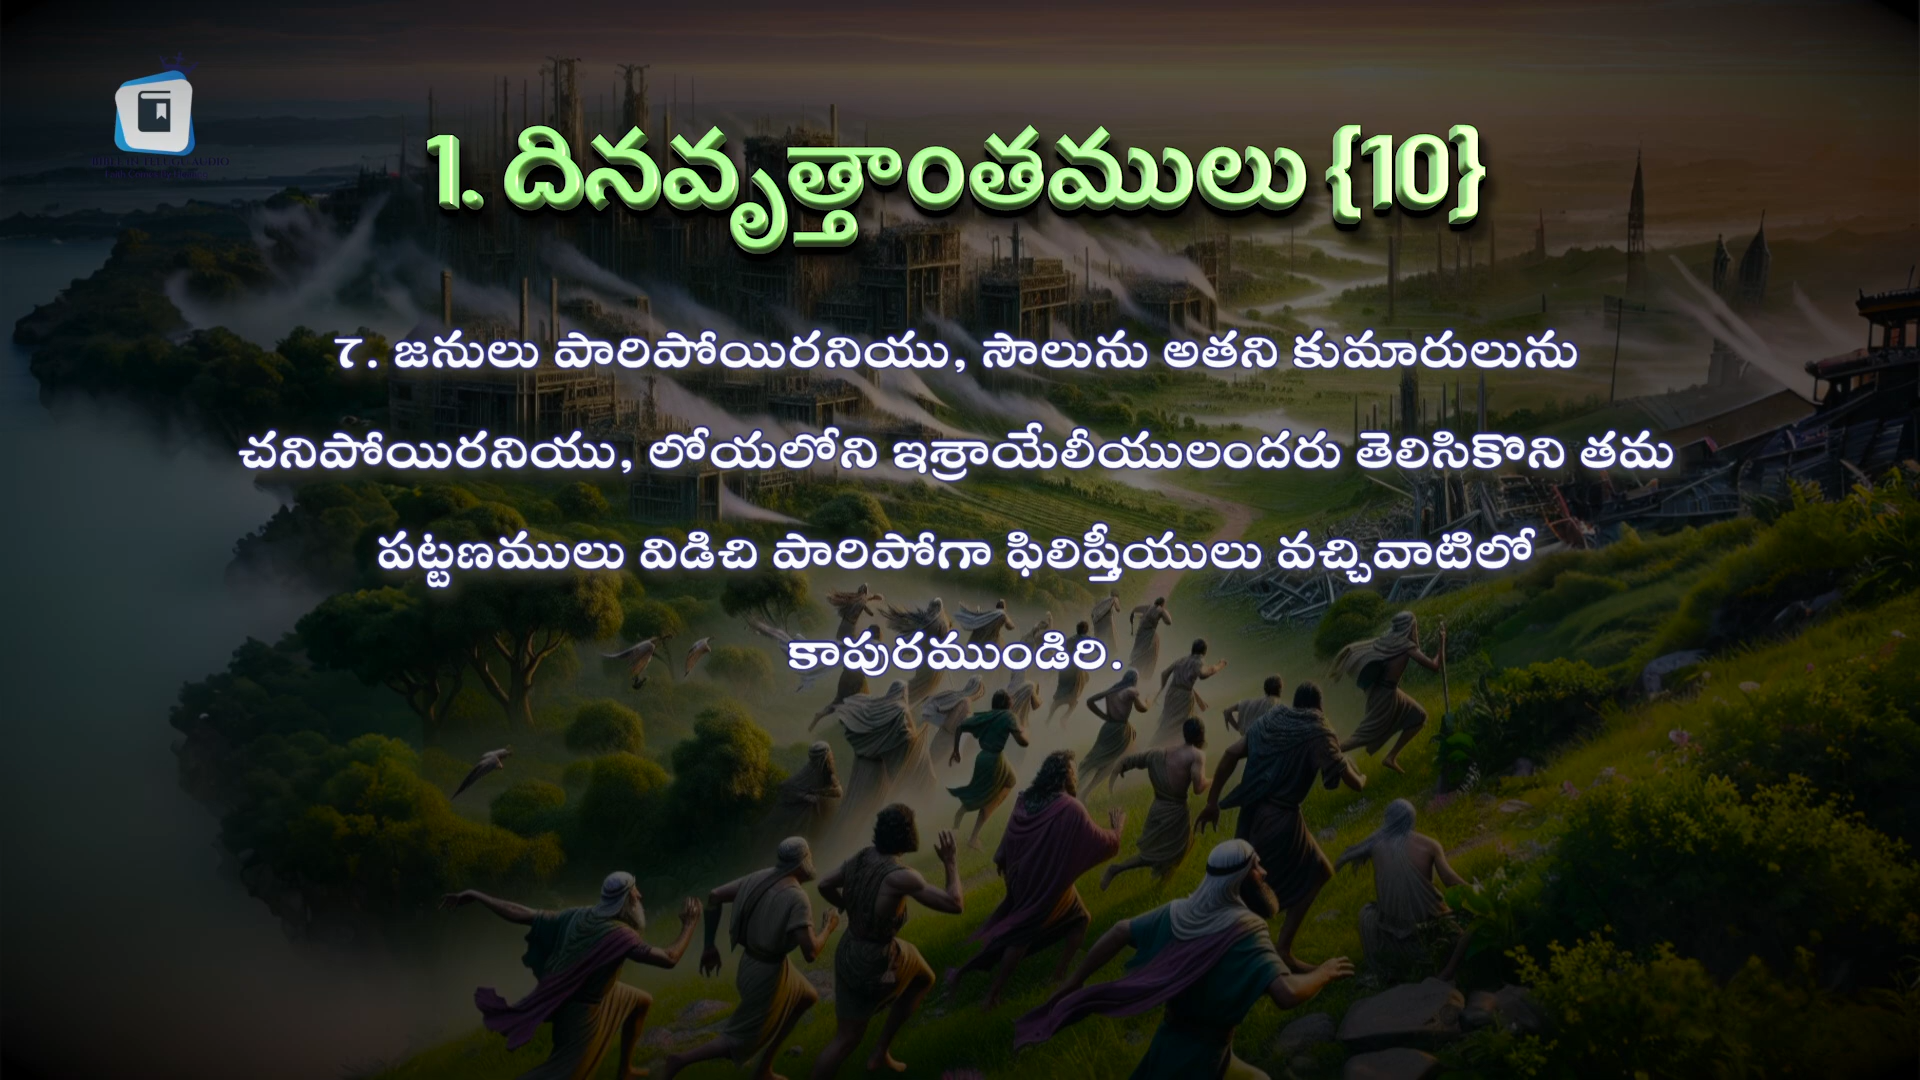 1. దినవృత్తాంతములు {10}
7. జనులు పారిపోయిరనియు, సౌలును అతని కుమారులును
చనిపోయిరనియు, లోయలోని ఇశ్రాయేలీయులందరు తెలిసికొని తమ
పట్టణములు విడిచి పారిపోగా ఫిలిష్తీయులు వచ్చివాటిలో
కాపురముండిరి.